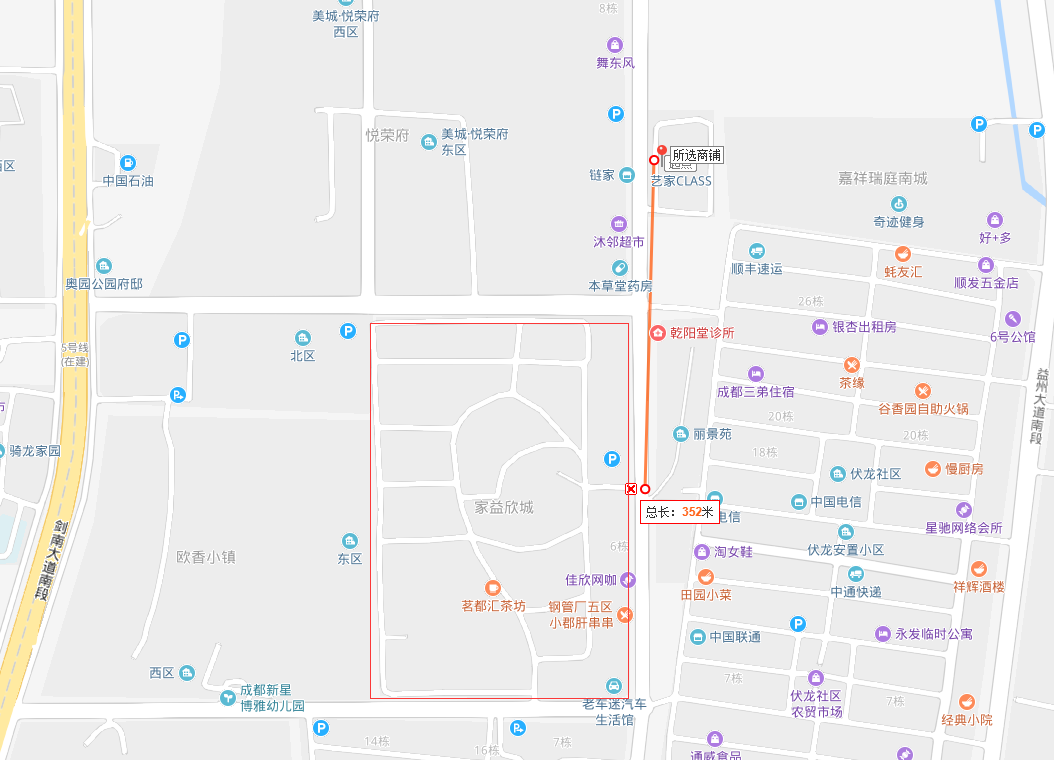 美城·悦荣府
西区
8栋
舞东风
悦荣府
美城·悦荣府
东区
中国石油
西区
链家
所选商铺
艺家CLASS
嘉祥瑞庭南城
奇迹健身
好+多
沐邻超市
本草堂药房
顺丰速运
蚝友汇
顺发五金店
奥园公园府邸
26栋
银杏出租房
6号公馆
5号线
(在建)
北区
乾阳堂诊所
茶缘
成都三弟住宿
谷香园自助火锅
益州大道南段
20栋
20栋
丽景苑
18栋
骑龙家园
伏龙社区
慢厨房
家益欣城
总长：352米
电信
中国电信
星驰网络会所
剑南大道南段
欧香小镇
东区
6栋
淘女鞋
伏龙安置小区
佳欣网咖
田园小菜
中通快递
祥辉酒楼
茗都汇茶坊
钢管厂五区
小郡肝串串
中国联通
永发临时公寓
西区
成都新星
博雅幼儿园
老车迷汽车
生活馆
7栋
伏龙社区
农贸市场
7栋
经典小院
14栋
16栋
7栋
通威食品